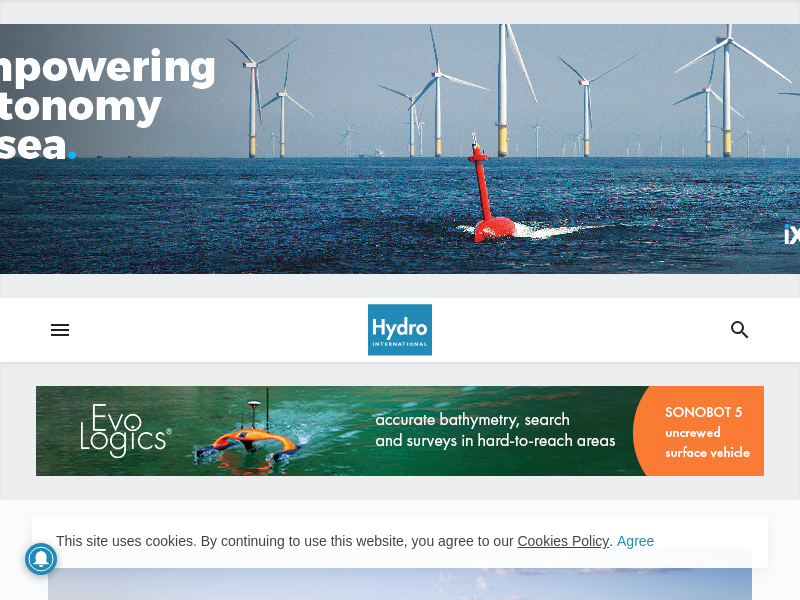 npowering
tonomy
sea.
iX
Hydro
INTERNATIONAL
Evo
Logics®
accurate bathymetry, search
and surveys in hard-to-reach areas
SONOBOT 5
uncrewed
surface vehicle
This site uses cookies. By continuing to use this website, you agree to our Cookies Policy. Agree